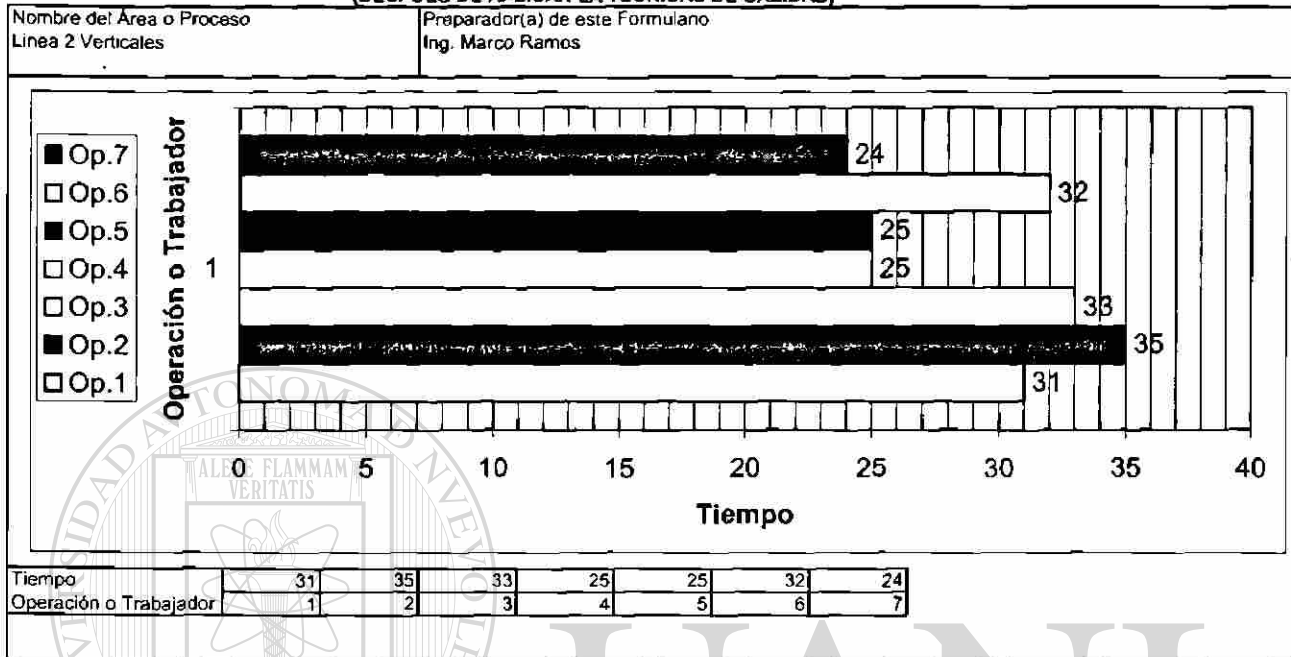 Nombre del Área o Proceso
Linea 2 Verticales
Preparador(a) de este Formulano
Ing. Marco Ramos
Op.7
Op.6
Op.5
Op.4
Op.3
Op.2
Op.1
Operación o Trabajador
1
24
32
25
25
33
35
31
0 5 10 15 20 25 30 35 40
Tiempo
Tiempo 31 35 33 25 25 32 24
Operación o Trabajador 1 2 3 4 5 6 7
ALERE FLAMMAM
VERITATIS
UANL